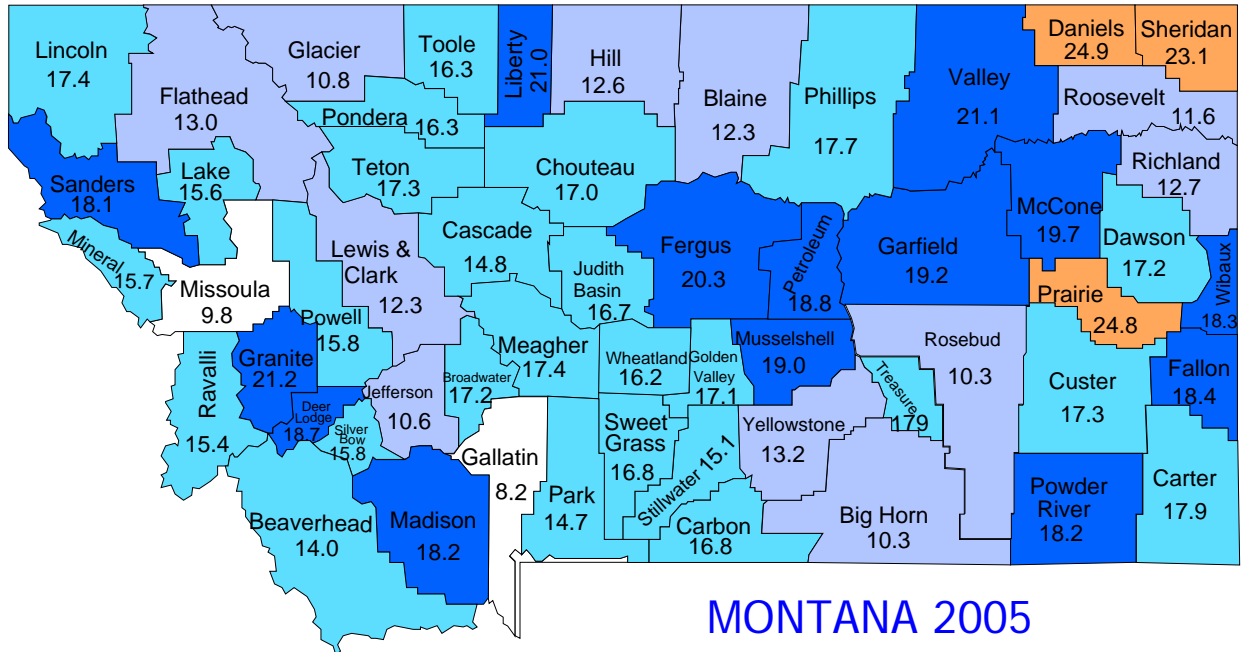 Lincoln
17.4
Flathead
13.0
Glacier
10.8
Toole
16.3
Liberty
21.0
Hill
12.6
Blaine
12.3
Phillips
17.7
Valley
21.1
Daniels
24.9
Sheridan
23.1
Roosevelt
11.6
Richland
12.7
Pondera
16.3
Teton
17.3
Chouteau
17.0
Sanders
18.1
Lake
15.6
Mineral
15.7
Missoula
9.8
Lewis &
Clark
12.3
Cascade
14.8
Judith
Basin
16.7
Fergus
20.3
Petroleum
18.8
Garfield
19.2
McCone
19.7
Dawson
17.2
Wibaux
18.3
Prairie
24.8
Powell
15.8
Granite
21.2
Ravalli
15.4
Deer
Lodge
18.7
Silver
Bow
15.8
Jefferson
10.6
Broadwater
17.2
Meagher
17.4
Wheatland
16.2
Golden
Valley
17.1
Musselshell
19.0
Rosebud
10.3
Treasure
179
Custer
17.3
Fallon
18.4
Gallatin
8.2
Park
14.7
Sweet
Grass
16.8
Stillwater 15.1
Yellowstone
13.2
Big Horn
10.3
Powder
River
18.2
Carter
17.9
Beaverhead
14.0
Madison
18.2
Carbon
16.8
MONTANA 2005